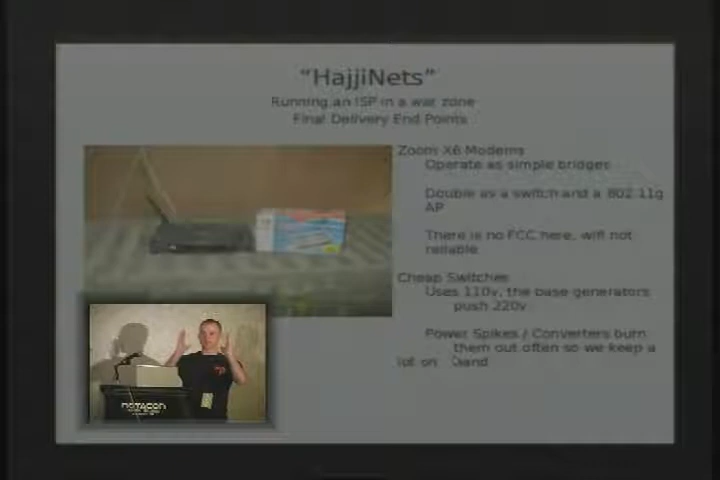 "HajjiNets"
Running an ISP in a war zone
Final Delivery End Points
Zoom X6 Modems
Operate as simple bridges
Double as a switch and a 802.11g
AP
There is no FCC here, wifi not
reliable
Cheap Switches
Uses 110v, the base generators
push 220v
Power Spikes / Converters burn
them out often so we keep a
lot on hand
NOTACON